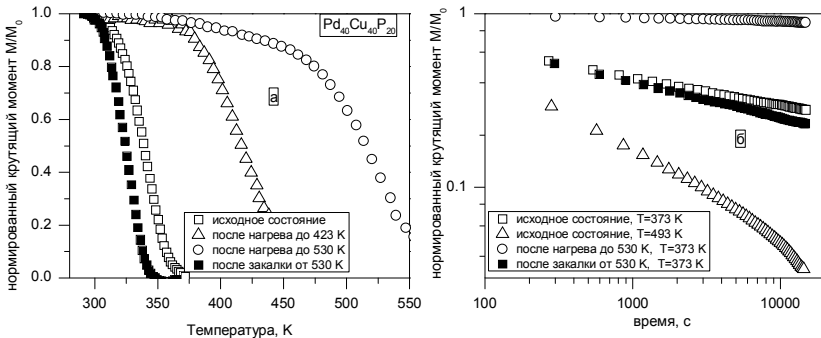 нормированный крутящий момент M/M₀
1.0
0.8
0.6
0.4
0.2
0.0
Pd₄₀Cu₄₀P₂₀
а
исходное состояние
после нагрева до 423 K
после нагрева до 530 K
после закалки от 530 K
300
350
400
450
500
550
Температура, K
нормированный крутящий момент M/M₀
1
0.1
б
исходное состояние, T=373 K
исходное состояние, T=493 K
после нагрева до 530 K, T=373 K
после закалки от 530 K, T=373 K
100
1000
10000
время, с